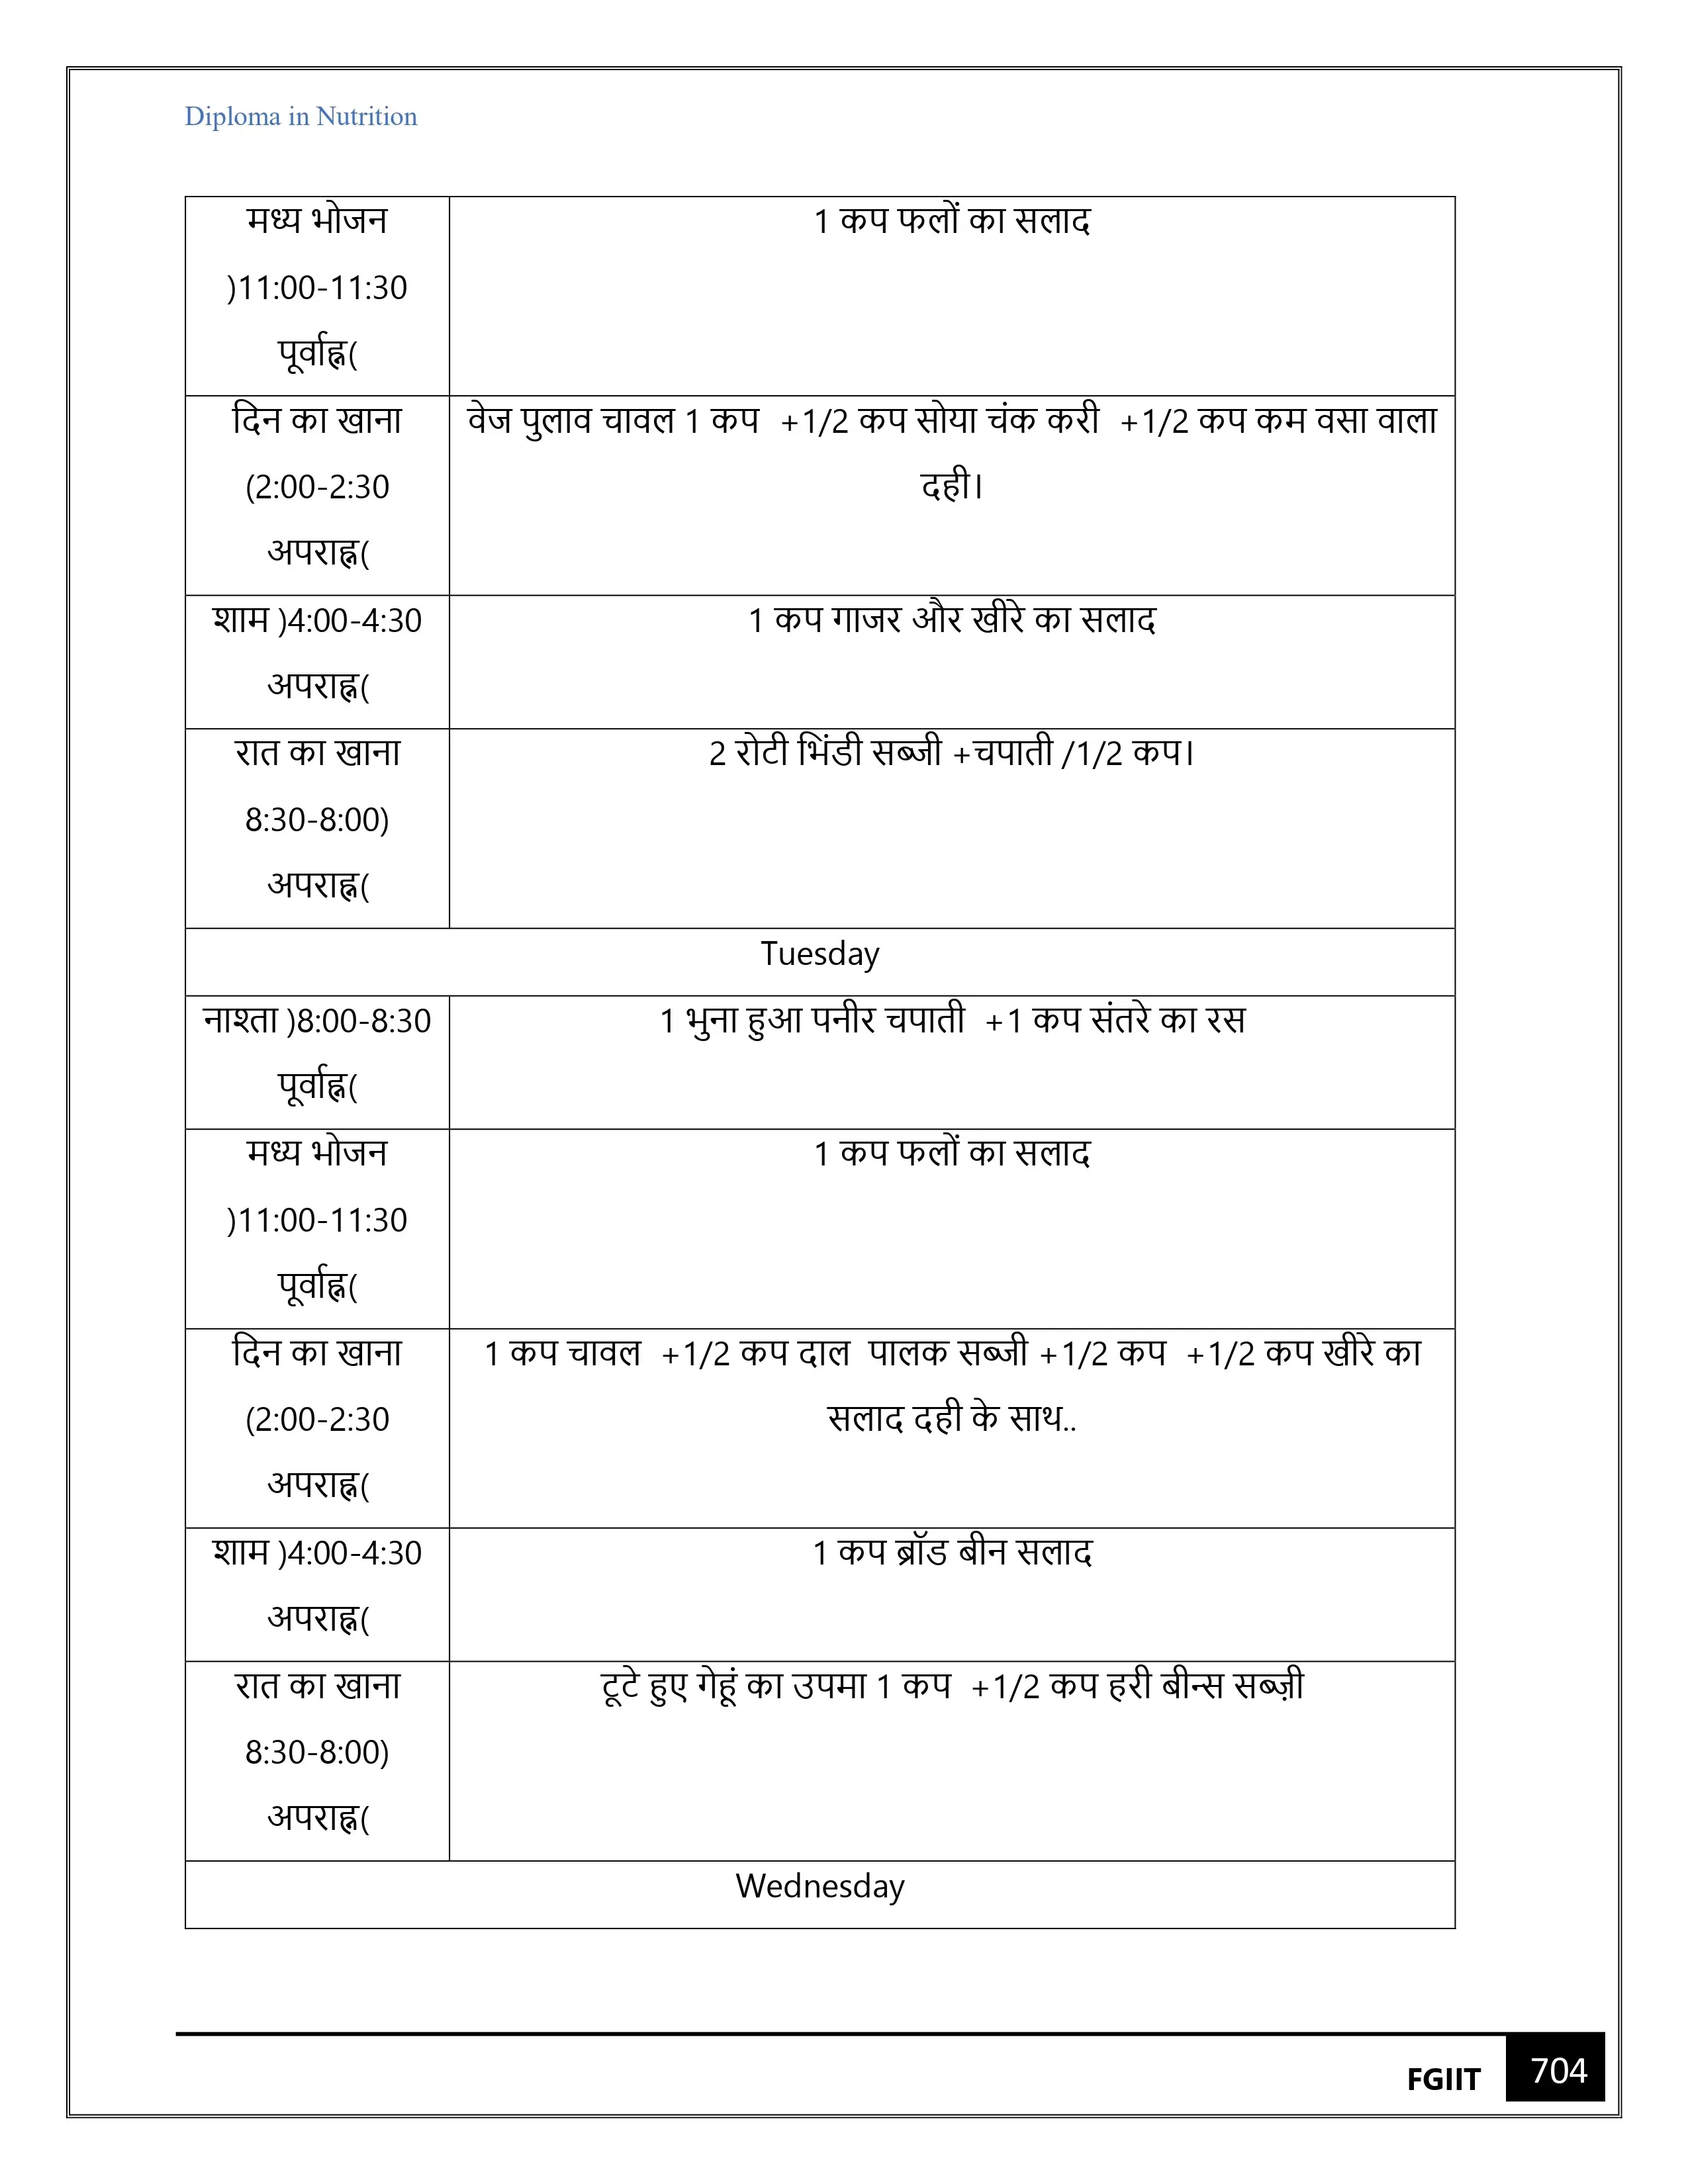 Diploma in Nutrition
मध्य भोजन
)11:00-11:30
पूर्वाह्न(
1 कप फलों का सलाद
दिन का खाना
(2:00-2:30
अपराह्न(
वेज पुलाव चावल 1 कप  +1/2 कप सोया चंक करी  +1/2 कप कम वसा वाला
दही।
शाम )4:00-4:30
अपराह्न(
1 कप गाजर और खीरे का सलाद
रात का खाना
8:30-8:00)
अपराह्न(
2 रोटी भिंडी सब्जी +चपाती /1/2 कप।
Tuesday
नाश्ता )8:00-8:30
पूर्वाह्न(
1 भुना हुआ पनीर चपाती  +1 कप संतरे का रस
मध्य भोजन
)11:00-11:30
पूर्वाह्न(
1 कप फलों का सलाद
दिन का खाना
(2:00-2:30
अपराह्न(
1 कप चावल  +1/2 कप दाल  पालक सब्जी +1/2 कप  +1/2 कप खीरे का
सलाद दही के साथ..
शाम )4:00-4:30
अपराह्न(
1 कप ब्रॉड बीन सलाद
रात का खाना
8:30-8:00)
अपराह्न(
टूटे हुए गेहूं का उपमा 1 कप  +1/2 कप हरी बीन्स सब्ज़ी
Wednesday
FGIIT 704